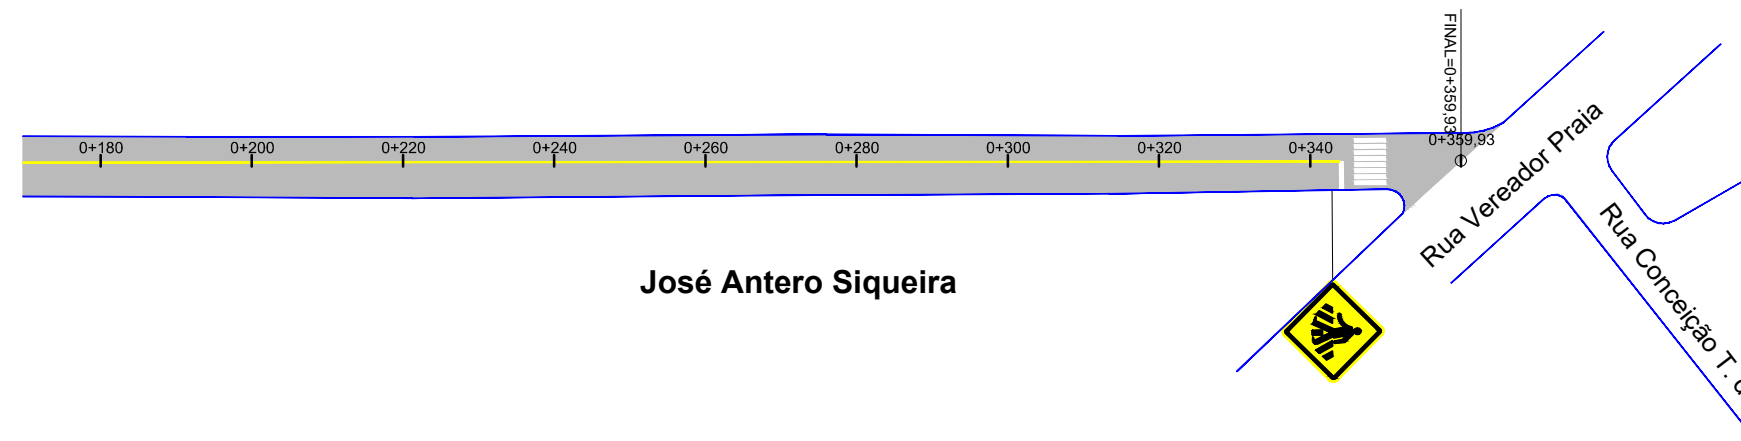 FINAL=0+359,93
0+180
0+200
0+220
0+240
0+260
0+280
0+300
0+320
0+340
0+359,93
Rua Vereador Praia
Rua Conceição T.
José Antero Siqueira